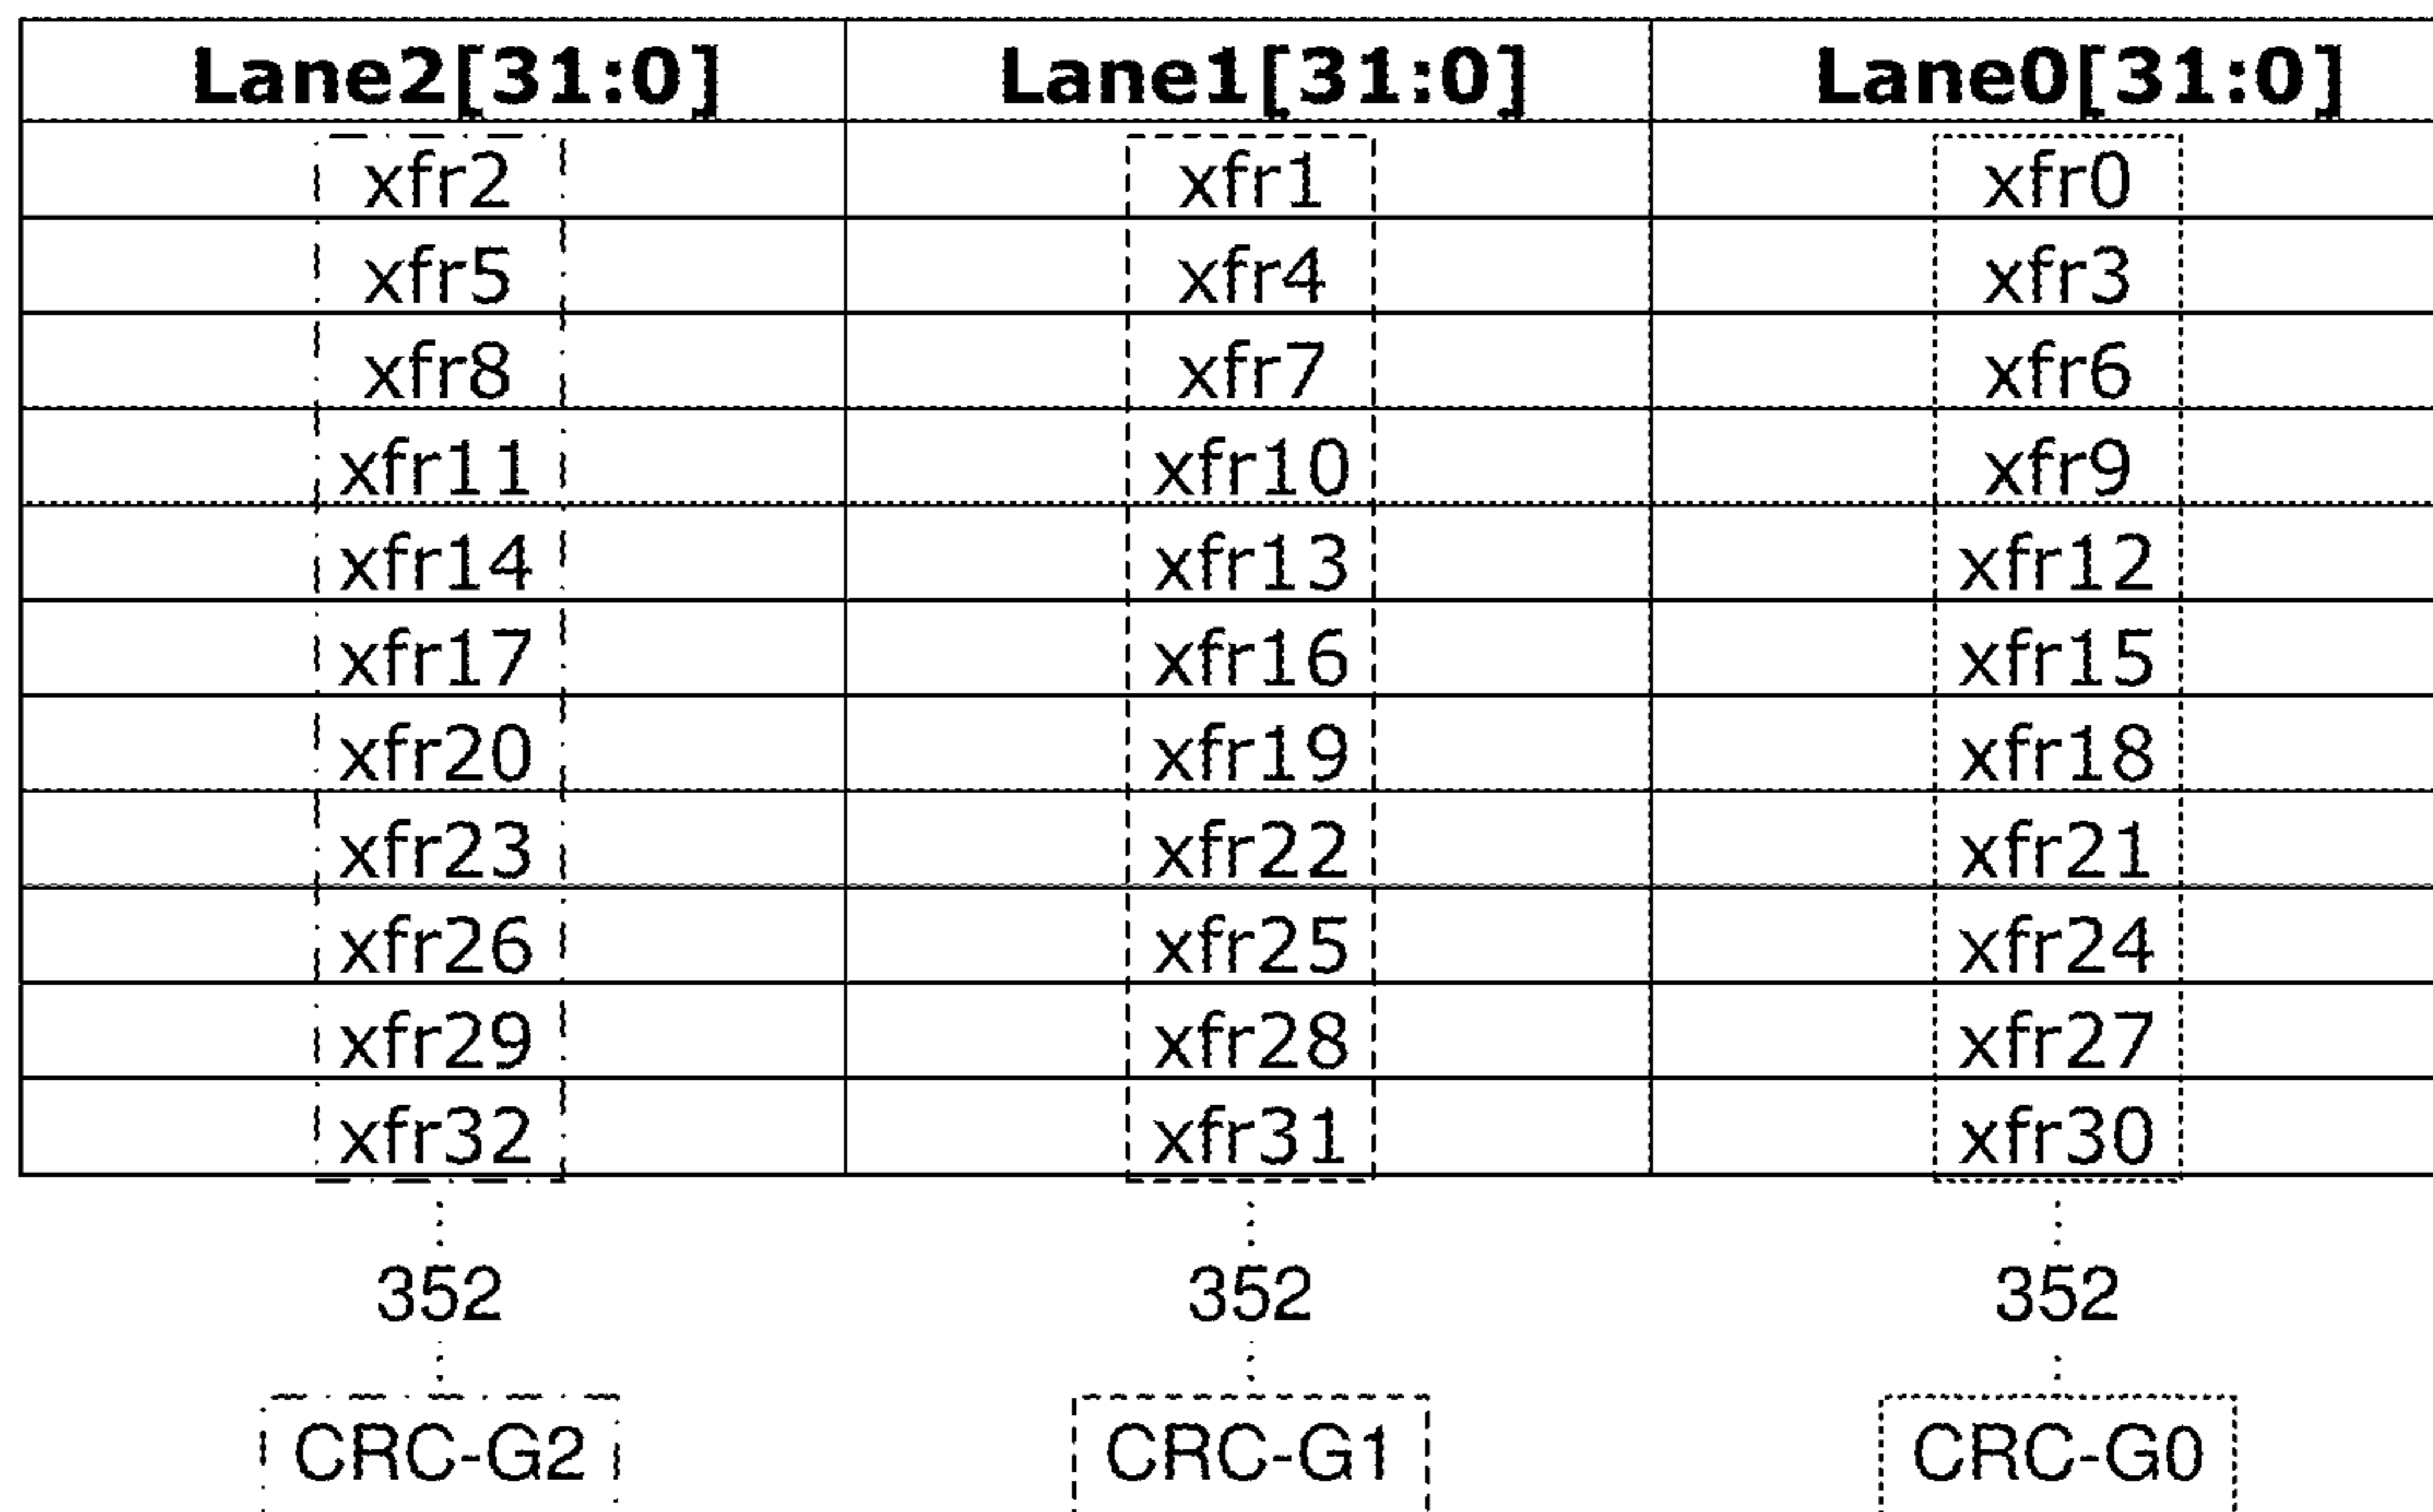 Lane2[31:0] Lane1[31:0] Lane0[31:0]
xfr2 xfr1 xfr0
xfr5 xfr4 xfr3
xfr8 xfr7 xfr6
xfr11 xfr10 xfr9
xfr14 xfr13 xfr12
xfr17 xfr16 xfr15
xfr20 xfr19 xfr18
xfr23 xfr22 xfr21
xfr26 xfr25 xfr24
xfr29 xfr28 xfr27
xfr32 xfr31 xfr30
352 352 352
CRC-G2 CRC-G1 CRC-G0